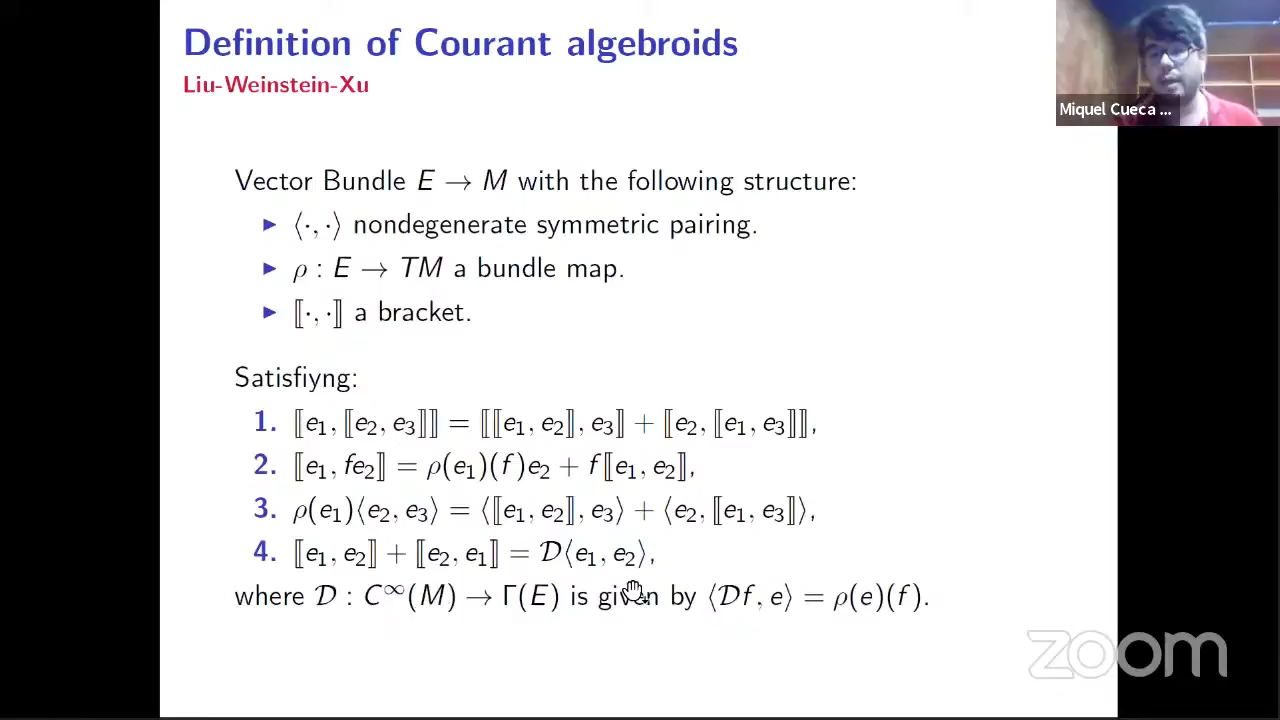 Definition of Courant algebroids
Liu-Weinstein-Xu
Miquel Cueca ...
Vector Bundle E → M with the following structure:
▶ ⟨·, ·⟩ nondegenerate symmetric pairing.
▶ ρ : E → TM a bundle map.
▶ ⟦·, ·⟧ a bracket.
Satisfiyng:
1. ⟦e₁, ⟦e₂, e₃⟧⟧ = ⟦⟦e₁, e₂⟧, e₃⟧ + ⟦e₂, ⟦e₁, e₃⟧⟧,
2. ⟦e₁, fe₂⟧ = ρ(e₁)(f)e₂ + f⟦e₁, e₂⟧,
3. ρ(e₁)⟨e₂, e₃⟩ = ⟨⟦e₁, e₂⟧, e₃⟩ + ⟨e₂, ⟦e₁, e₃⟧⟩,
4. ⟦e₁, e₂⟧ + ⟦e₂, e₁⟧ = 𝒟⟨e₁, e₂⟩,
where 𝒟 : C^∞(M) → Γ(E) is given by ⟨𝒟f, e⟩ = ρ(e)(f).
zoom